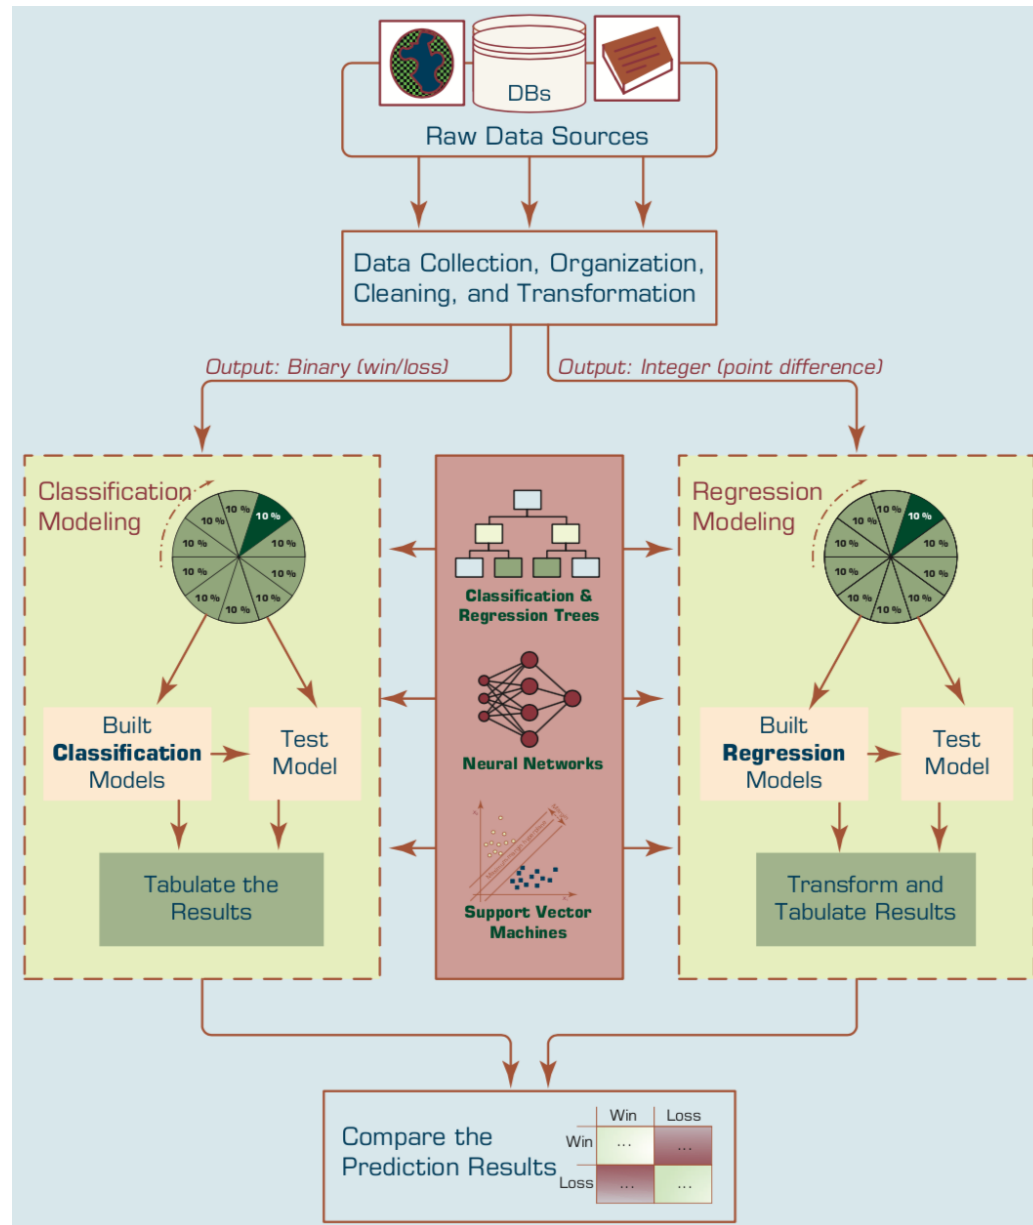 DBs
Raw Data Sources
Data Collection, Organization,
Cleaning, and Transformation
Output: Binary (win/loss)
Output: Integer (point difference)
Classification
Modeling
10 %
10 %
10 %
10 %
10 %
10 %
10 %
10 %
10 %
10 %
Built
Classification
Models
Test
Model
Tabulate the
Results
Classification &
Regression Trees
Neural Networks
Support Vector
Machines
Regression
Modeling
10 %
10 %
10 %
10 %
10 %
10 %
10 %
10 %
10 %
10 %
Built
Regression
Models
Test
Model
Transform and
Tabulate Results
Compare the
Prediction Results
Win
Loss
Win
...
...
Loss
...
...